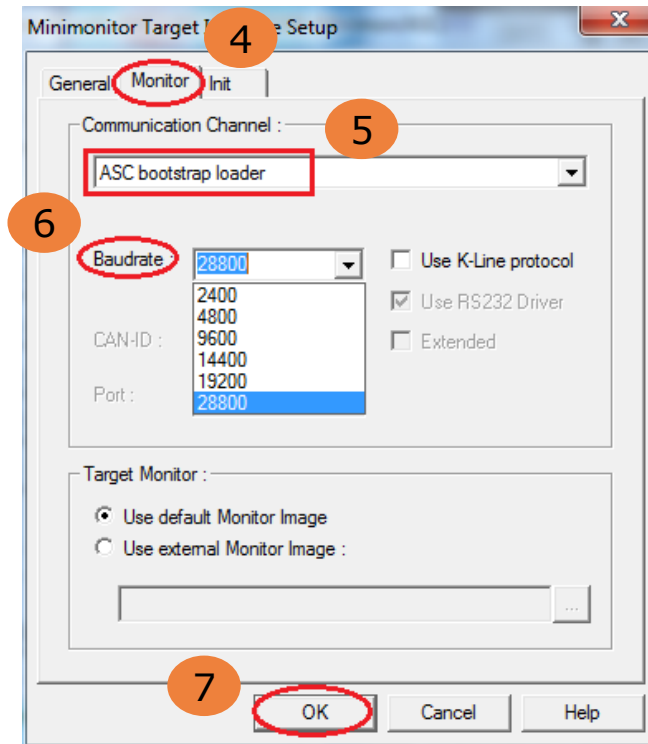 Minimonitor Target I e Setup
X
4
General Monitor Init
Communication Channel :
5
ASC bootstrap loader
6
Baudrate :
28800
Use K-Line protocol
2400
4800
9600
14400
19200
28800
Use RS232 Driver
CAN-ID :
Extended
Port :
Target Monitor :
Use default Monitor Image
Use external Monitor Image :
...
7
OK Cancel Help